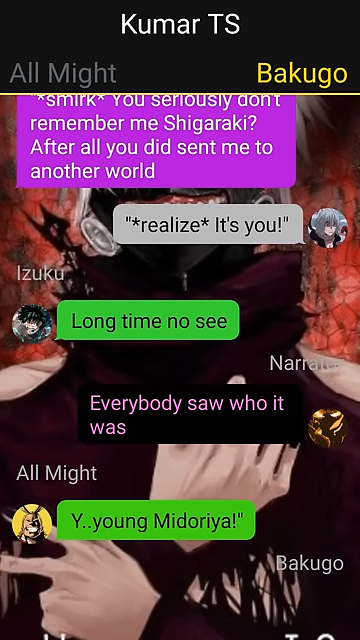 Kumar TS
All Might
Bakugo
"*smirk* You seriously don't
remember me Shigaraki?
After all you did sent me to
another world
"*realize* It's you!"
Izuku
Long time no see
Narrator
Everybody saw who it
was
All Might
Y..young Midoriya!"
Bakugo